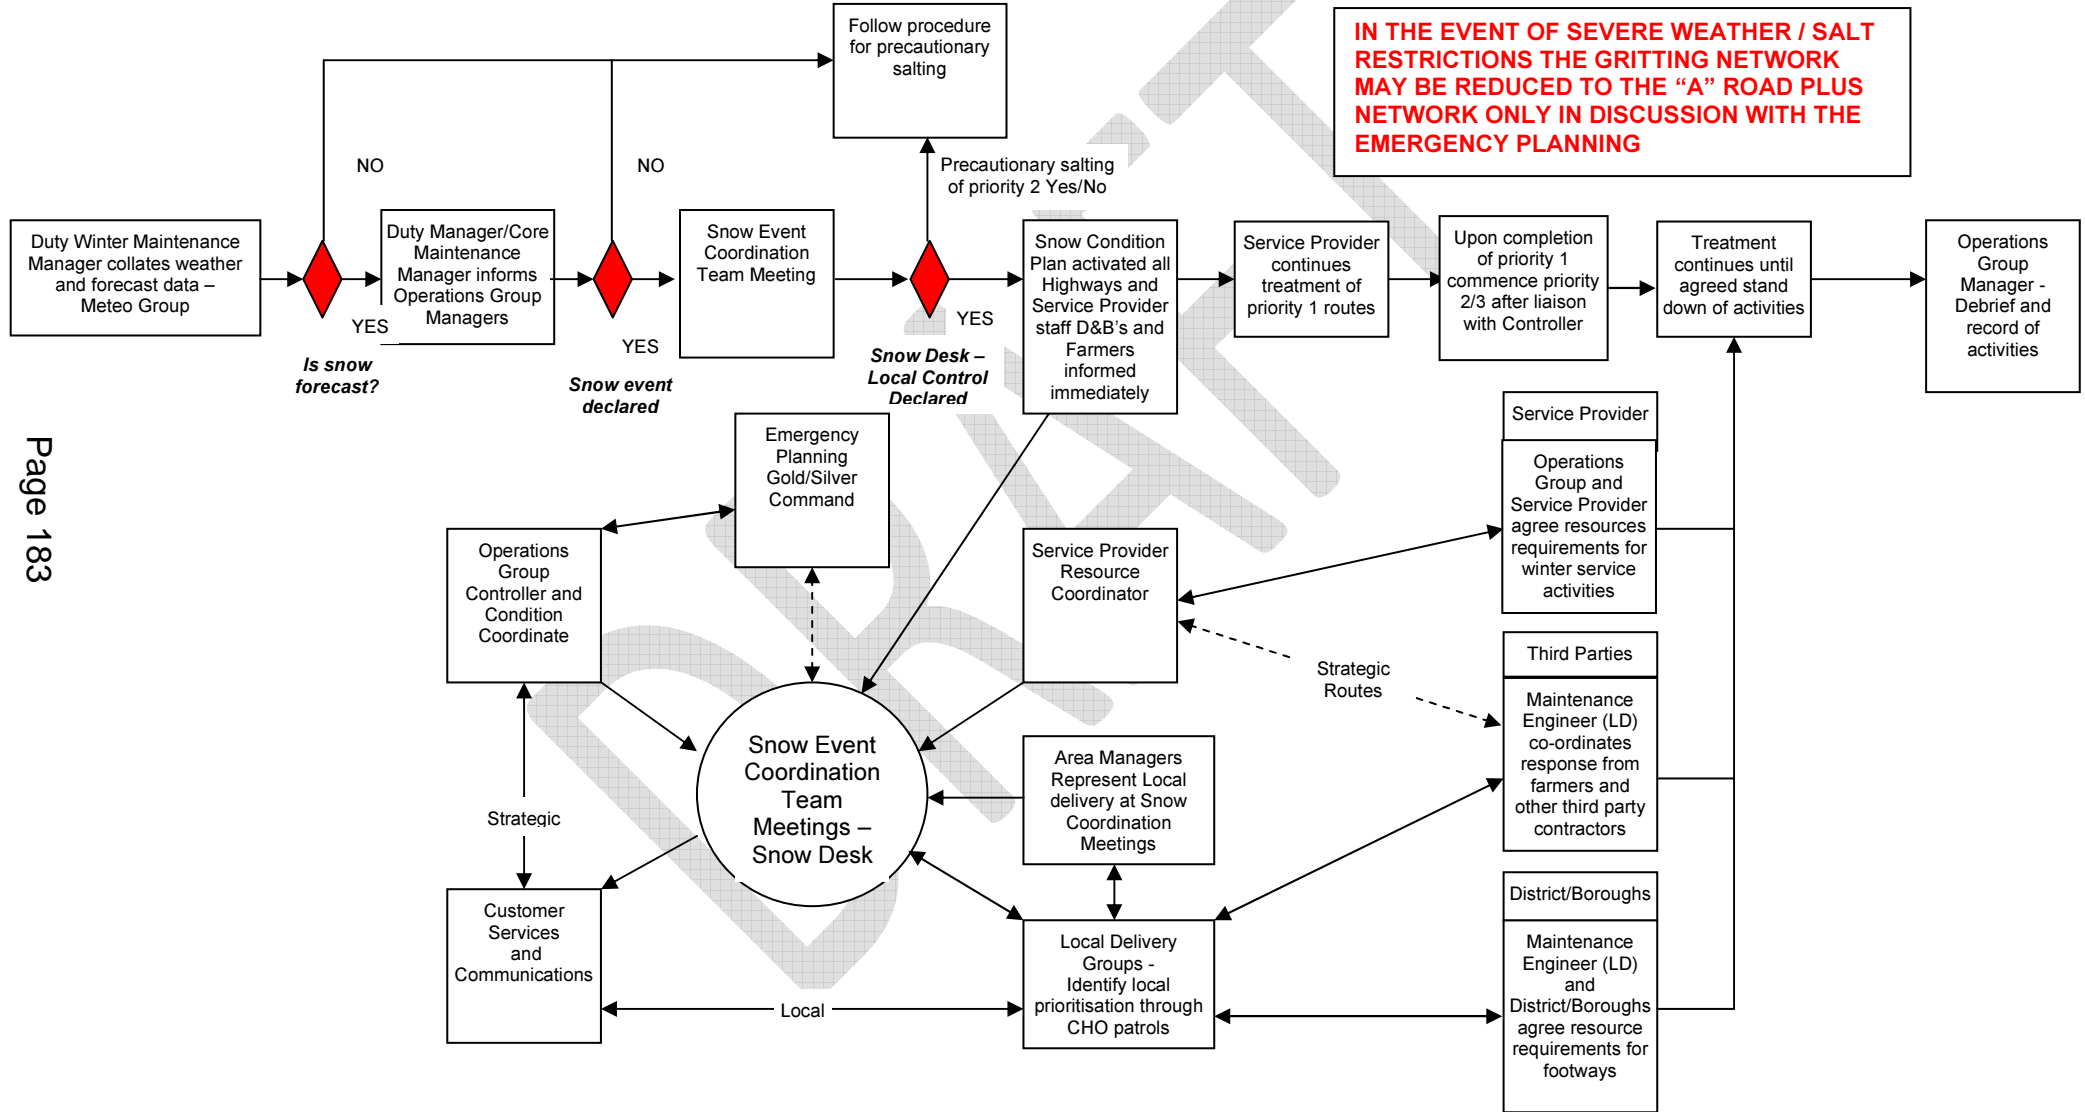 Follow procedure
for precautionary
salting
IN THE EVENT OF SEVERE WEATHER / SALT
RESTRICTIONS THE GRITTING NETWORK
MAY BE REDUCED TO THE “A” ROAD PLUS
NETWORK ONLY IN DISCUSSION WITH THE
EMERGENCY PLANNING
NO
NO
Precautionary salting
of priority 2 Yes/No
Duty Winter Maintenance
Manager collates weather
and forecast data –
Meteo Group
YES
Is snow
forecast?
Duty Manager/Core
Maintenance
Manager informs
Operations Group
Managers
YES
Snow event
declared
Snow Event
Coordination
Team Meeting
YES
Snow Desk –
Local Control
Declared
Snow Condition
Plan activated all
Highways and
Service Provider
staff D&B's and
Farmers
informed
immediately
Service Provider
continues
treatment of
priority 1 routes
Upon completion
of priority 1
commence priority
2/3 after liaison
with Controller
Treatment
continues until
agreed stand
down of activities
Operations
Group
Manager -
Debrief and
record of
activities
Page 183
Emergency
Planning
Gold/Silver
Command
Operations
Group
Controller and
Condition
Coordinate
Service Provider
Resource
Coordinator
Service Provider
Operations
Group and
Service Provider
agree resources
requirements for
winter service
activities
Strategic
Routes
Third Parties
Maintenance
Engineer (LD)
co-ordinates
response from
farmers and
other third party
contractors
Snow Event
Coordination
Team
Meetings –
Snow Desk
Area Managers
Represent Local
delivery at Snow
Coordination
Meetings
Strategic
Customer
Services
and
Communications
Local
Local Delivery
Groups -
Identify local
prioritisation through
CHO patrols
District/Boroughs
Maintenance
Engineer (LD)
and
District/Boroughs
agree resource
requirements for
footways
DRAFT